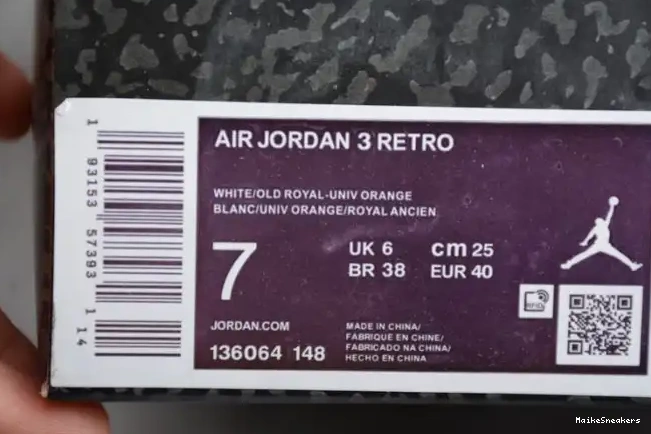 AIR JORDAN 3 RETRO
WHITE/OLD ROYAL-UNIV ORANGE
BLANC/UNIV ORANGE/ROYAL ANCIEN
7
UK 6 cm 25
BR 38 EUR 40
RFID
JORDAN.COM
136064 148
MADE IN CHINA/
FABRIQUE EN CHINE/
FABRICADO NA CHINA/
HECHO EN CHINA
1 93153 57393 1 14
MaikeSneakers